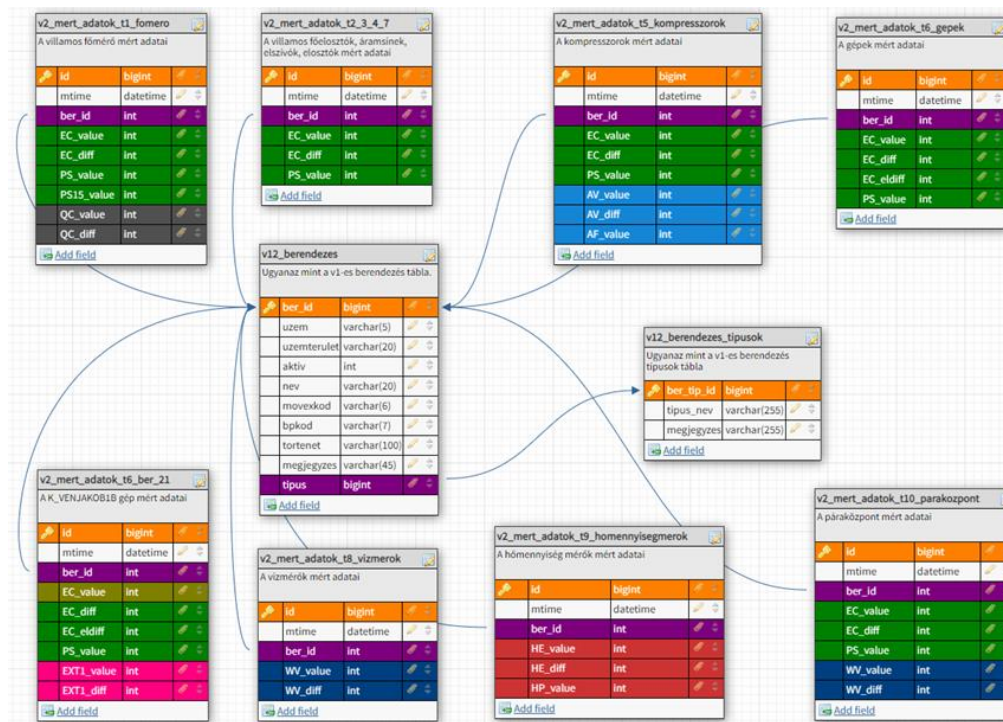 v2_mert_adatok_t1_fomero
A villamos főmérő mért adatai
id bigint
mtime datetime
ber_id int
EC_value int
EC_diff int
PS_value int
PS15_value int
QC_value int
QC_diff int
Add field
v2_mert_adatok_t2_3_4_7
A villamos főelosztók, áramsínek,
elszívók, elosztók mért adatai
id bigint
mtime datetime
ber_id int
EC_value int
EC_diff int
PS_value int
Add field
v2_mert_adatok_t5_kompresszorok
A kompresszorok mért adatai
id bigint
mtime datetime
ber_id int
EC_value int
EC_diff int
PS_value int
AV_value int
AV_diff int
AF_value int
Add field
v2_mert_adatok_t6_gepek
A gépek mért adatai
id bigint
mtime datetime
ber_id int
EC_value int
EC_diff int
EC_eldiff int
PS_value int
Add field
v12_berendezes
Ugyanaz mint a v1-es berendezés tábla.
ber_id bigint
uzem varchar(5)
uzemterulet varchar(20)
aktiv int
nev varchar(20)
movexkod varchar(6)
bpkod varchar(7)
tortenet varchar(100)
megjegyzes varchar(45)
tipus bigint
Add field
v12_berendezes_tipusok
Ugyanaz mint a v1-es berendezés
típusok tábla
ber_tip_id bigint
tipus_nev varchar(255)
megjegyzes varchar(255)
Add field
v2_mert_adatok_t6_ber_21
A K_VENJAKOB1B gép mért adatai
id bigint
mtime datetime
ber_id int
EC_value int
EC_diff int
EC_eldiff int
PS_value int
EXT1_value int
EXT1_diff int
Add field
v2_mert_adatok_t8_vizmerok
A vízmérők mért adatai
id bigint
mtime datetime
ber_id int
WV_value int
WV_diff int
Add field
v2_mert_adatok_t9_homennyisegmerok
A hőmennyiség mérők mért adatai
id bigint
mtime datetime
ber_id int
HE_value int
HE_diff int
HP_value int
Add field
v2_mert_adatok_t10_parakozpont
A páraközpont mért adatai
id bigint
mtime datetime
ber_id int
EC_value int
EC_diff int
PS_value int
WV_value int
WV_diff int
Add field